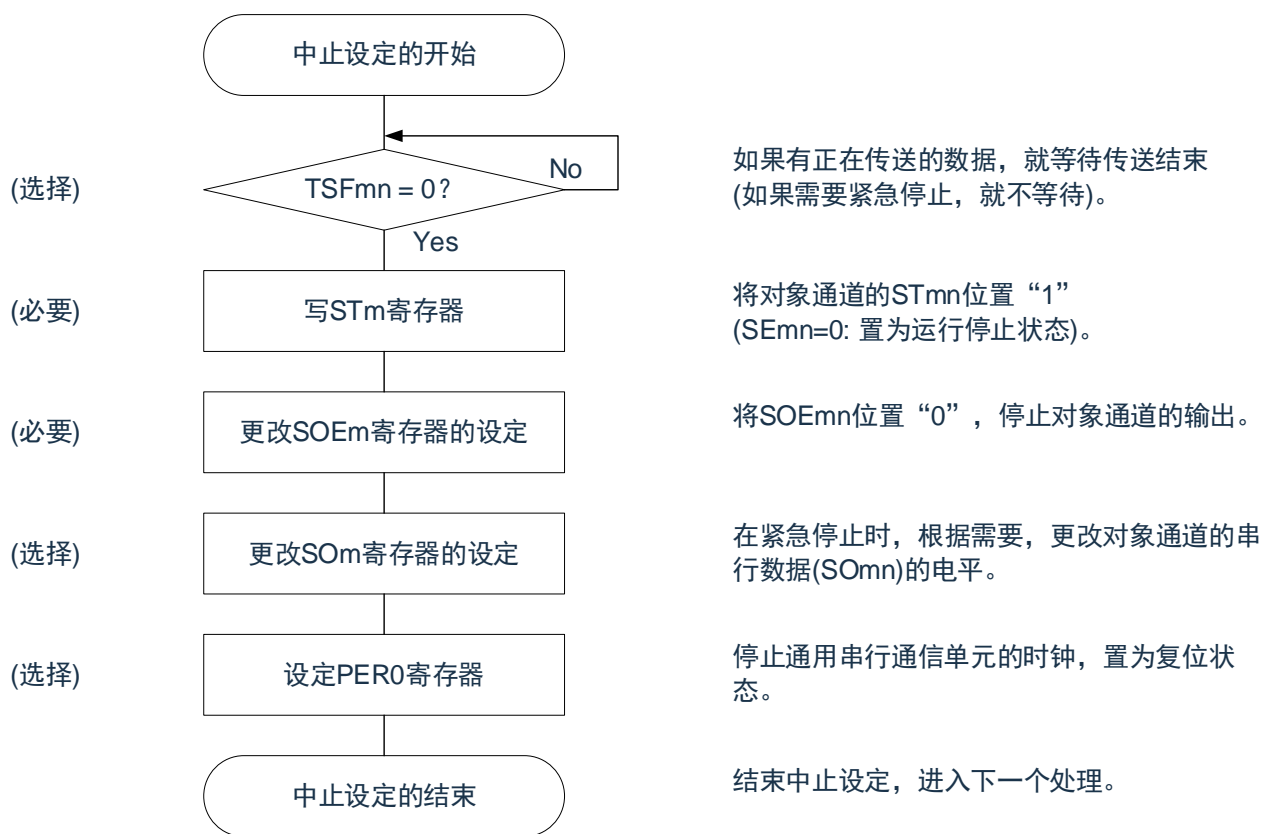 中止设定的开始
No
(选择)
TSFmn = 0？
如果有正在传送的数据，就等待传送结束
(如果需要紧急停止，就不等待)。
Yes
(必要)
写STm寄存器
将对象通道的STmn位置“1”
(SEmn=0: 置为运行停止状态)。
(必要)
更改SOEm寄存器的设定
将SOEmn位置“0”，停止对象通道的输出。
(选择)
更改SOm寄存器的设定
在紧急停止时，根据需要，更改对象通道的串
行数据(SOmn)的电平。
(选择)
设定PER0寄存器
停止通用串行通信单元的时钟，置为复位状
态。
中止设定的结束
结束中止设定，进入下一个处理。